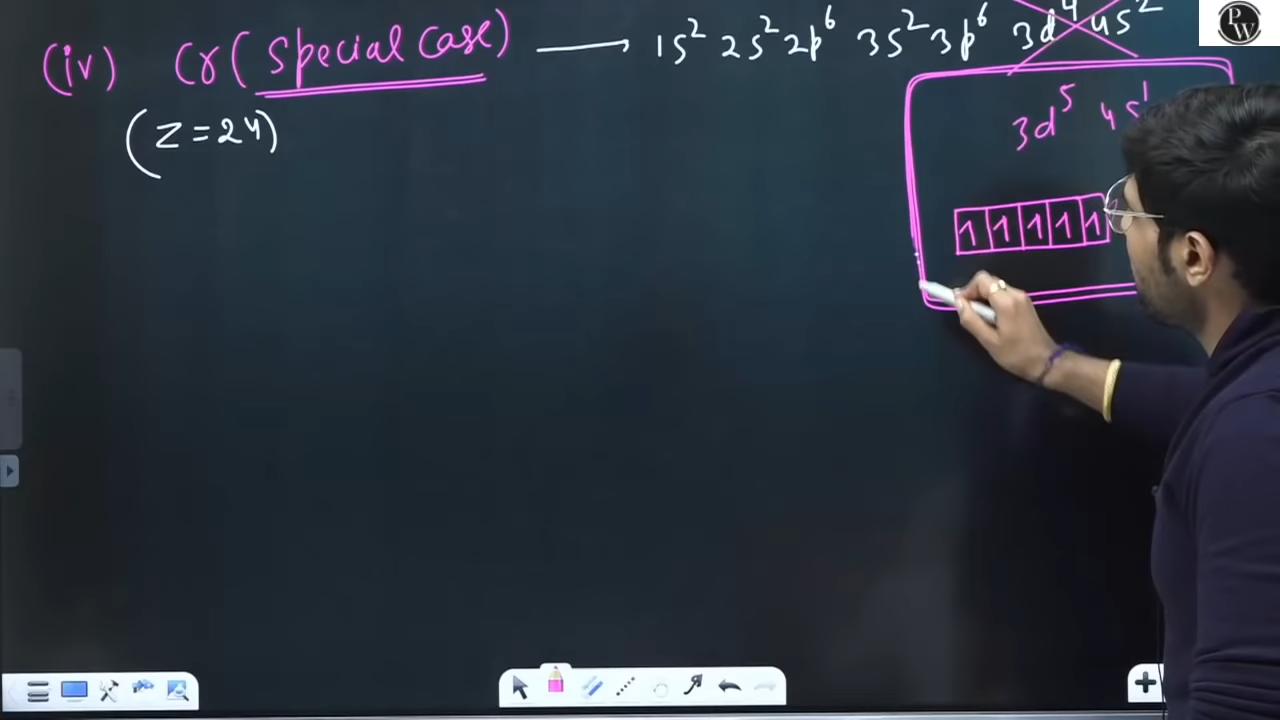 (iv) Cr (Special Case) → 1s² 2s² 2p⁶ 3s² 3p⁶ 3d⁴ 4s²
(Z=24)
3d⁵ 4s¹
1 1 1 1 1
PW